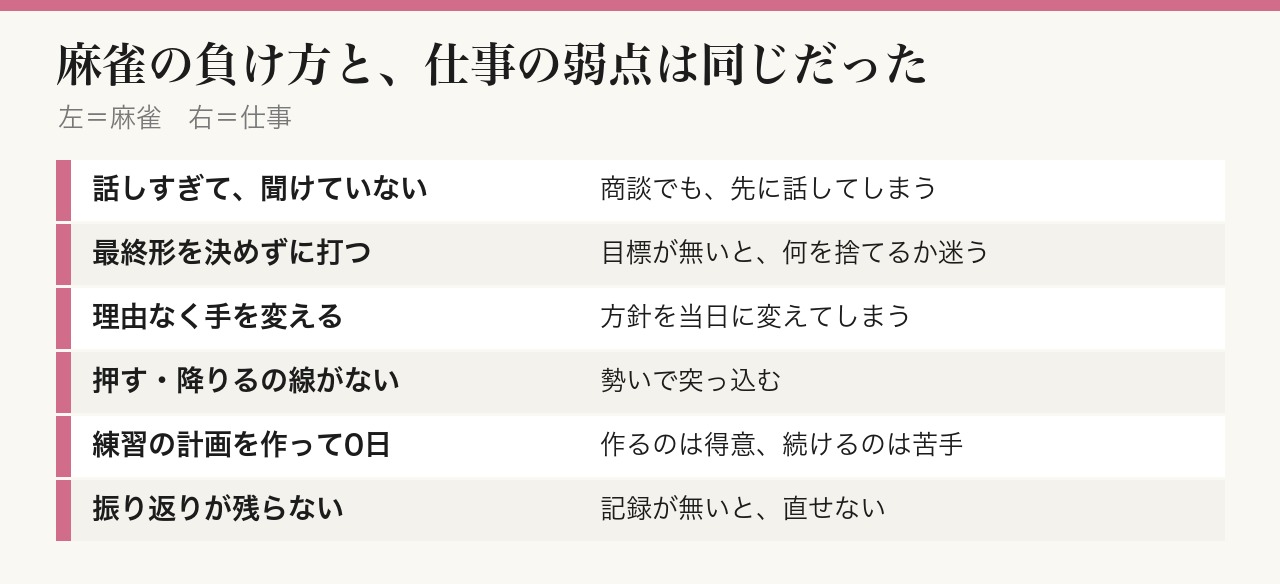 麻雀の負け方と、仕事の弱点は同じだった
左＝麻雀　右＝仕事
話しすぎて、聞けていない　商談でも、先に話してしまう
最終形を決めずに打つ　目標が無いと、何を捨てるか迷う
理由なく手を変える　方針を当日に変えてしまう
押す・降りるの線がない　勢いで突っ込む
練習の計画を作って0日　作るのは得意、続けるのは苦手
振り返りが残らない　記録が無いと、直せない